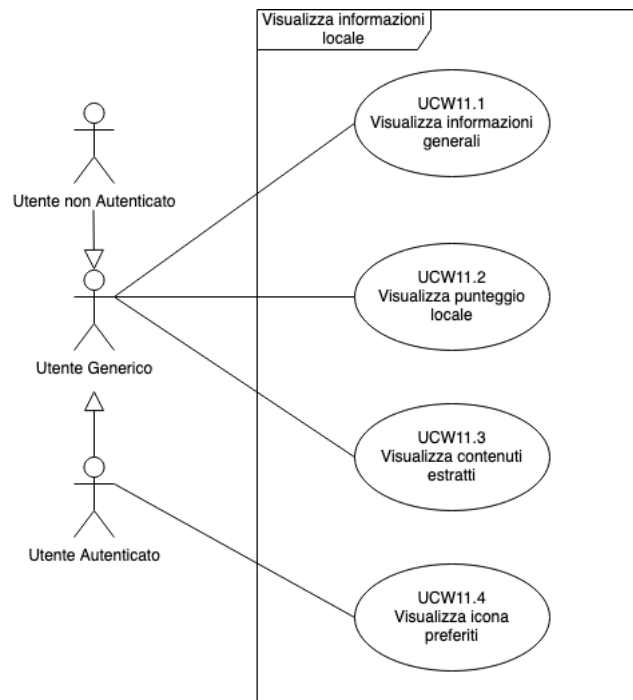 Visualizza informazioni
locale
UCW11.1
Visualizza informazioni
generali
Utente non Autenticato
UCW11.2
Visualizza punteggio
locale
Utente Generico
UCW11.3
Visualizza contenuti
estratti
Utente Autenticato
UCW11.4
Visualizza icona
preferiti